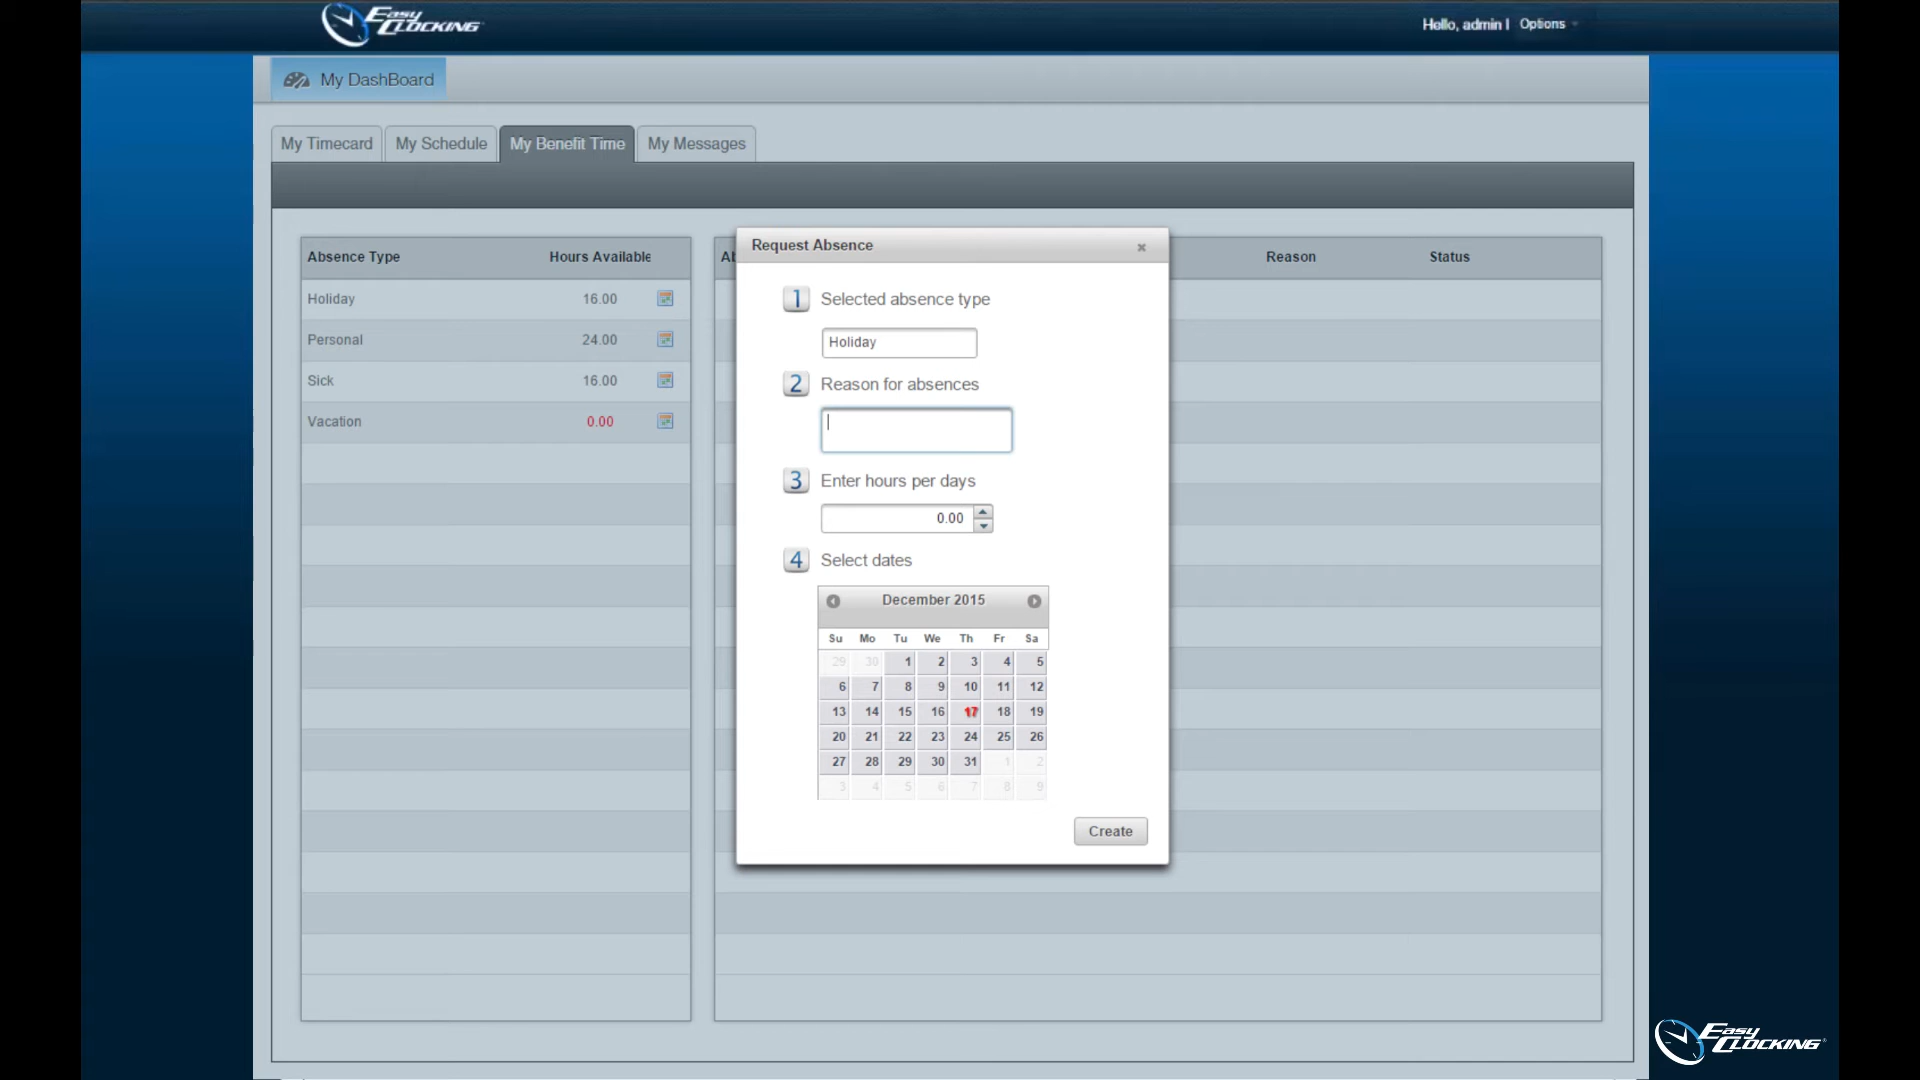 Easy Clocking
Hello, admin | Options
My DashBoard
My Timecard My Schedule My Benefit Time My Messages
Absence Type Hours Available
Holiday 16.00
Personal 24.00
Sick 16.00
Vacation 0.00
Ab Reason Status
Request Absence
1 Selected absence type
Holiday
2 Reason for absences
3 Enter hours per days
0.00
4 Select dates
December 2015
Su Mo Tu We Th Fr Sa
29 30 1 2 3 4 5
6 7 8 9 10 11 12
13 14 15 16 17 18 19
20 21 22 23 24 25 26
27 28 29 30 31 1 2
3 4 5 6 7 8 9
Create
Easy Clocking